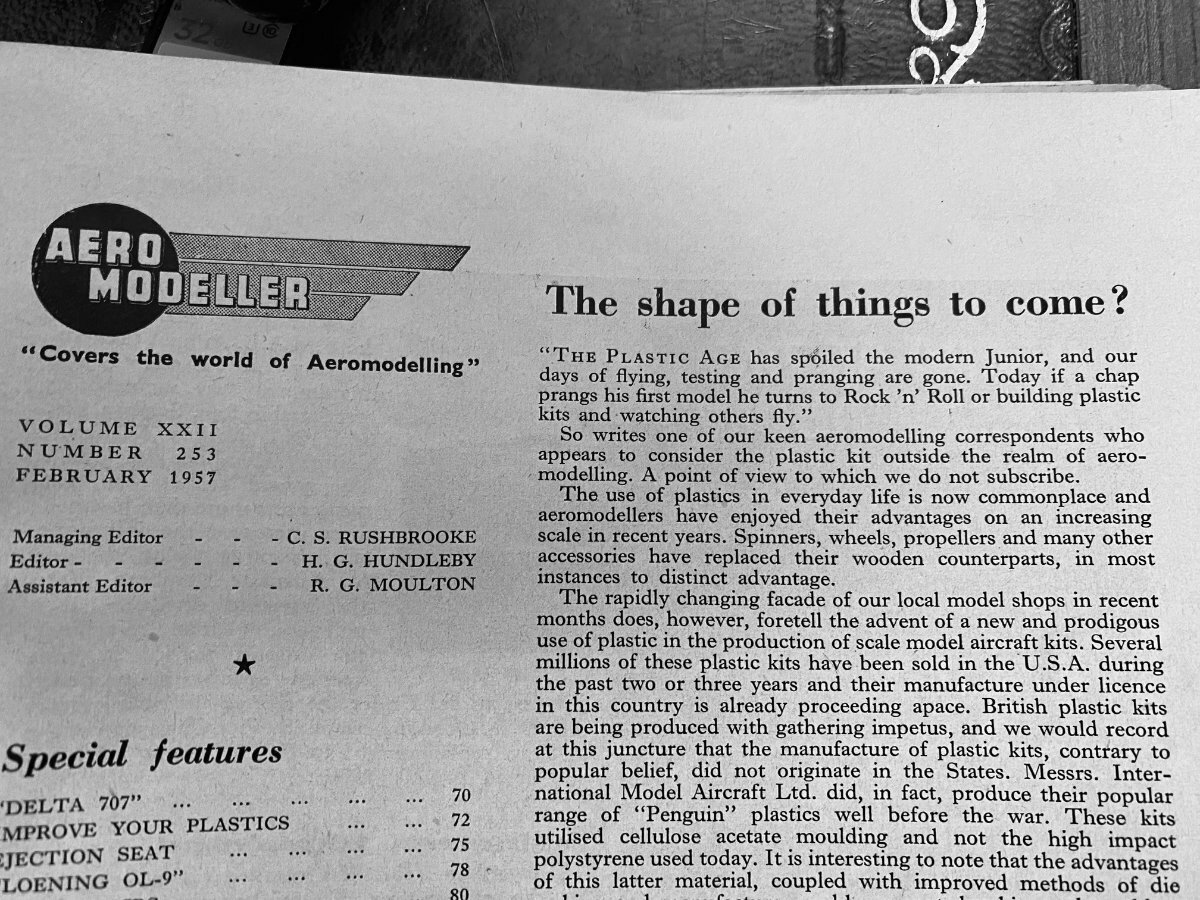 32
AERO
MODELLER
"Covers the world of Aeromodelling"
VOLUME XXII
NUMBER 253
FEBRUARY 1957
Managing Editor - - - C. S. RUSHBROOKE
Editor - - - - - - H. G. HUNDLEBY
Assistant Editor - - - R. G. MOULTON
★
Special features
"DELTA 707" ... ... ... ... ... 70
MPROVE YOUR PLASTICS ... ... 72
EJECTION SEAT ... ... ... ... 75
LOENING OL-9" ... ... ... ... 78
80
The shape of things to come?
"THE PLASTIC AGE has spoiled the modern Junior, and our
days of flying, testing and pranging are gone. Today if a chap
prangs his first model he turns to Rock 'n' Roll or building plastic
kits and watching others fly."
So writes one of our keen aeromodelling correspondents who
appears to consider the plastic kit outside the realm of aero-
modelling. A point of view to which we do not subscribe.
The use of plastics in everyday life is now commonplace and
aeromodellers have enjoyed their advantages on an increasing
scale in recent years. Spinners, wheels, propellers and many other
accessories have replaced their wooden counterparts, in most
instances to distinct advantage.
The rapidly changing facade of our local model shops in recent
months does, however, foretell the advent of a new and prodigous
use of plastic in the production of scale model aircraft kits. Several
millions of these plastic kits have been sold in the U.S.A. during
the past two or three years and their manufacture under licence
in this country is already proceeding apace. British plastic kits
are being produced with gathering impetus, and we would record
at this juncture that the manufacture of plastic kits, contrary to
popular belief, did not originate in the States. Messrs. Inter-
national Model Aircraft Ltd. did, in fact, produce their popular
range of "Penguin" plastics well before the war. These kits
utilised cellulose acetate moulding and not the high impact
polystyrene used today. It is interesting to note that the advantages
of this latter material, coupled with improved methods of die